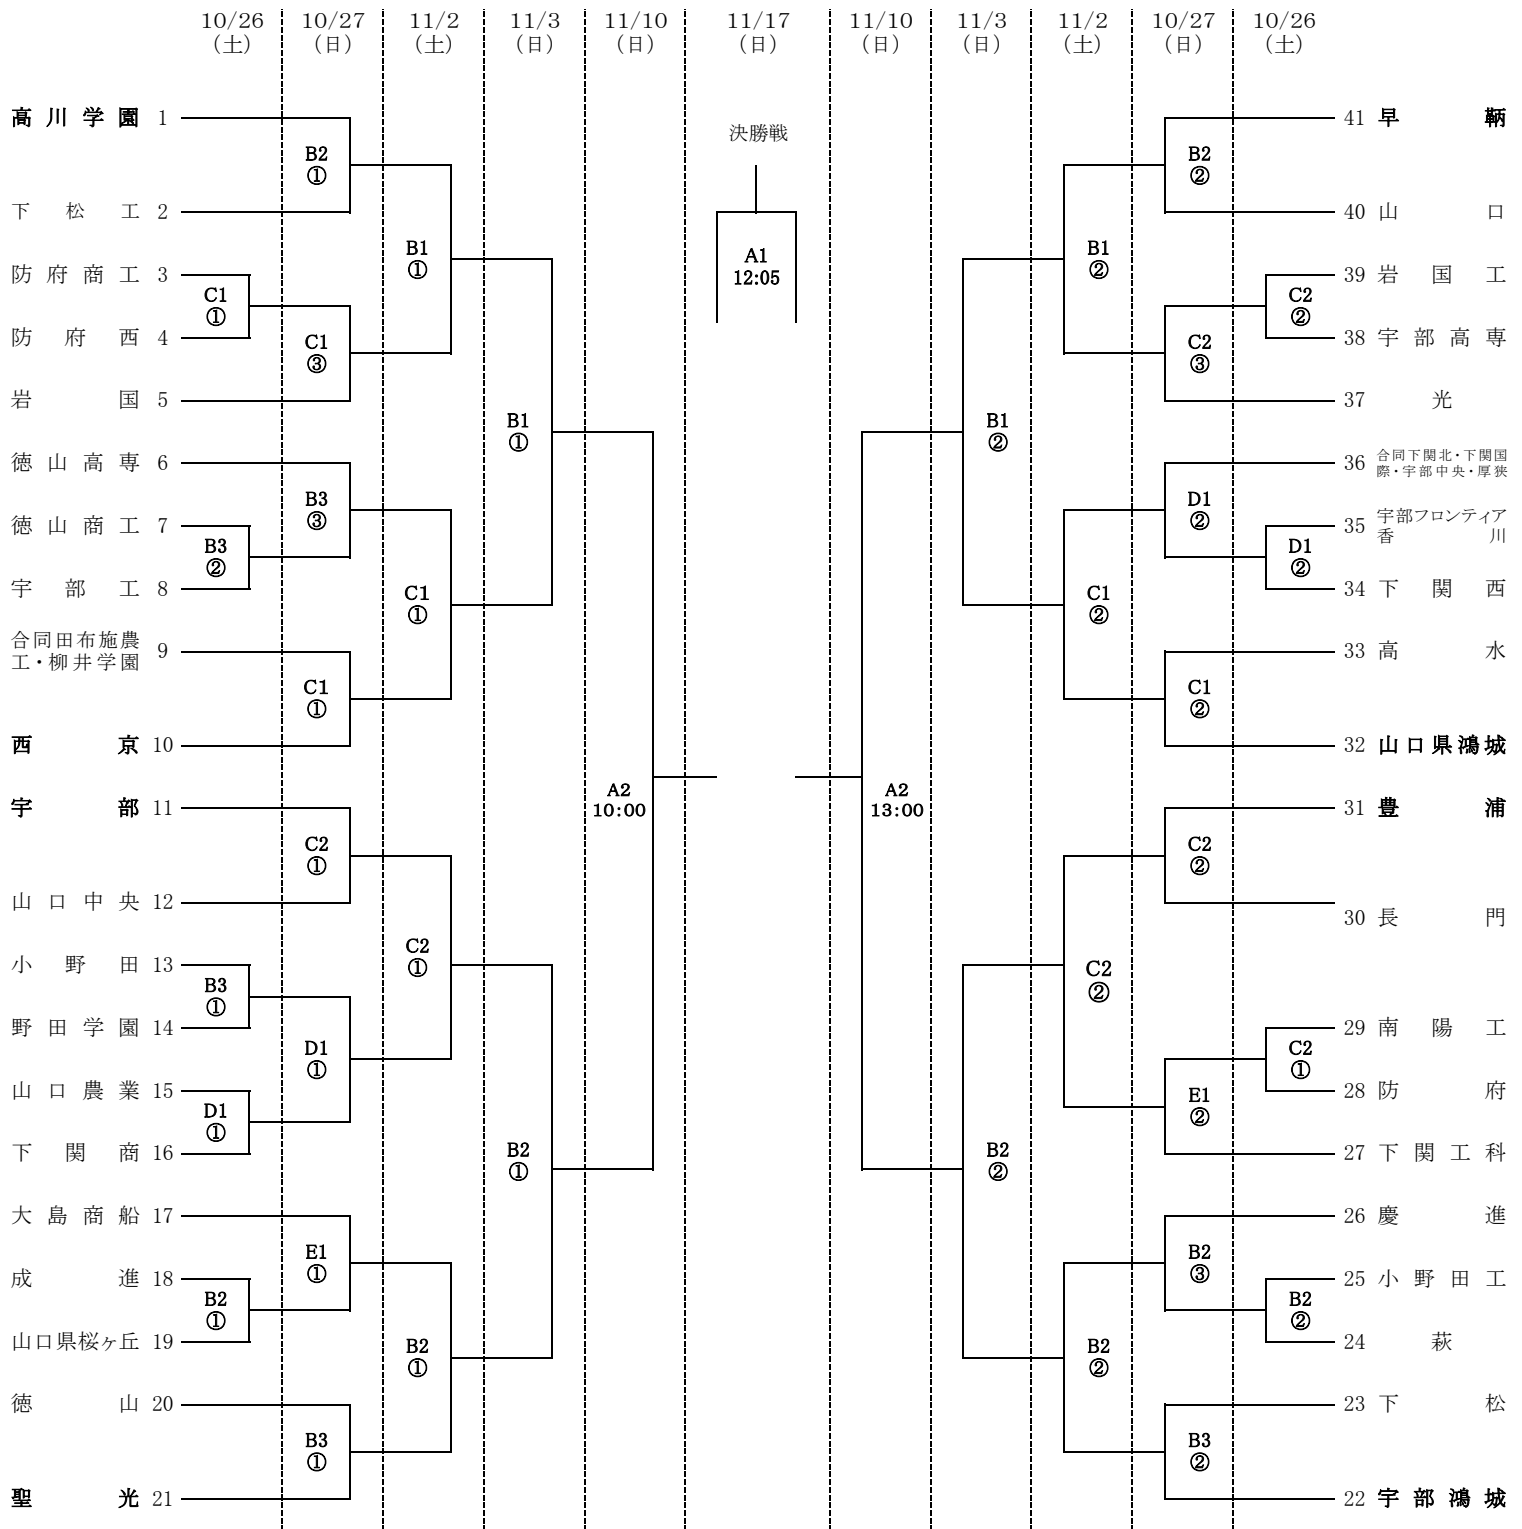 10/26 10/27 11/2 11/3 11/10 11/17 11/10 11/3 11/2 10/27 10/26
(土) (日) (土) (日) (日) (日) (日) (日) (土) (日) (土)
高川学園 1
下松工 2
防府商工 3
防府西 4
岩国 5
徳山高専 6
徳山商工 7
宇部工 8
合同田布施農
工・柳井学園 9
西京 10
宇部 11
山口中央 12
小野田 13
野田学園 14
山口農業 15
下関商 16
大島商船 17
成進 18
山口県桜ヶ丘 19
徳山 20
聖光 21
C1
①
B3
②
B3
①
D1
①
B2
①
B2
①
C1
③
B3
③
C1
①
C2
①
D1
①
E1
①
B3
①
B1
①
C1
①
C2
①
B2
①
B1
①
B2
①
A2
10:00
決勝戦
A1
12:05
A2
13:00
B1
②
B2
②
B1
②
C1
②
C2
②
B2
②
B2
②
C2
③
D1
②
C1
②
C2
②
E1
②
B2
③
B3
②
C2
②
D1
②
C2
①
B2
②
41 早鞆
40 山口
39 岩国工
38 宇部高専
37 光
36 合同下関北・下関国
際・宇部中央・厚狭
35 宇部フロンティア
香川
34 下関西
33 高水
32 山口県鴻城
31 豊浦
30 長門
29 南陽工
28 防府
27 下関工科
26 慶進
25 小野田工
24 萩
23 下松
22 宇部鴻城